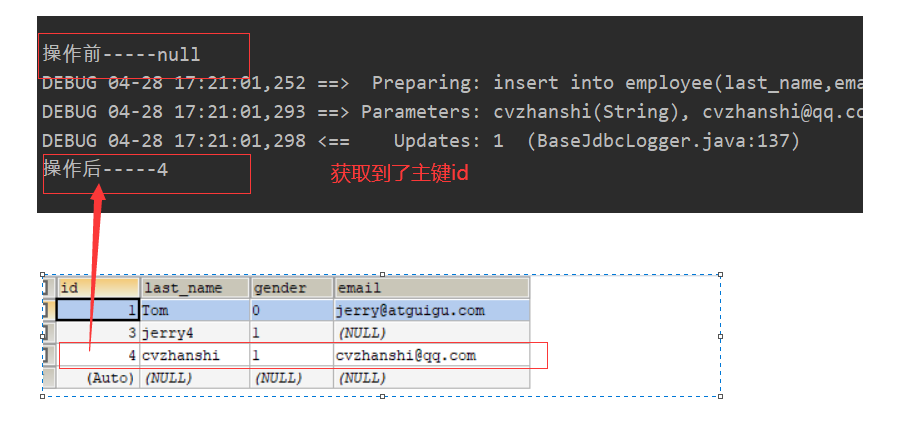 操作前-----null
DEBUG 04-28 17:21:01,252 ==>  Preparing: insert into employee(last_name,ema
DEBUG 04-28 17:21:01,293 ==> Parameters: cvzhanshi(String), cvzhanshi@qq.co
DEBUG 04-28 17:21:01,298 <==    Updates: 1  (BaseJdbcLogger.java:137)
操作后-----4
获取到了主键id
id last_name gender email
1 Tom 0 jerry@atguigu.com
3 jerry4 1 (NULL)
4 cvzhanshi 1 cvzhanshi@qq.com
(Auto) (NULL) (NULL) (NULL)